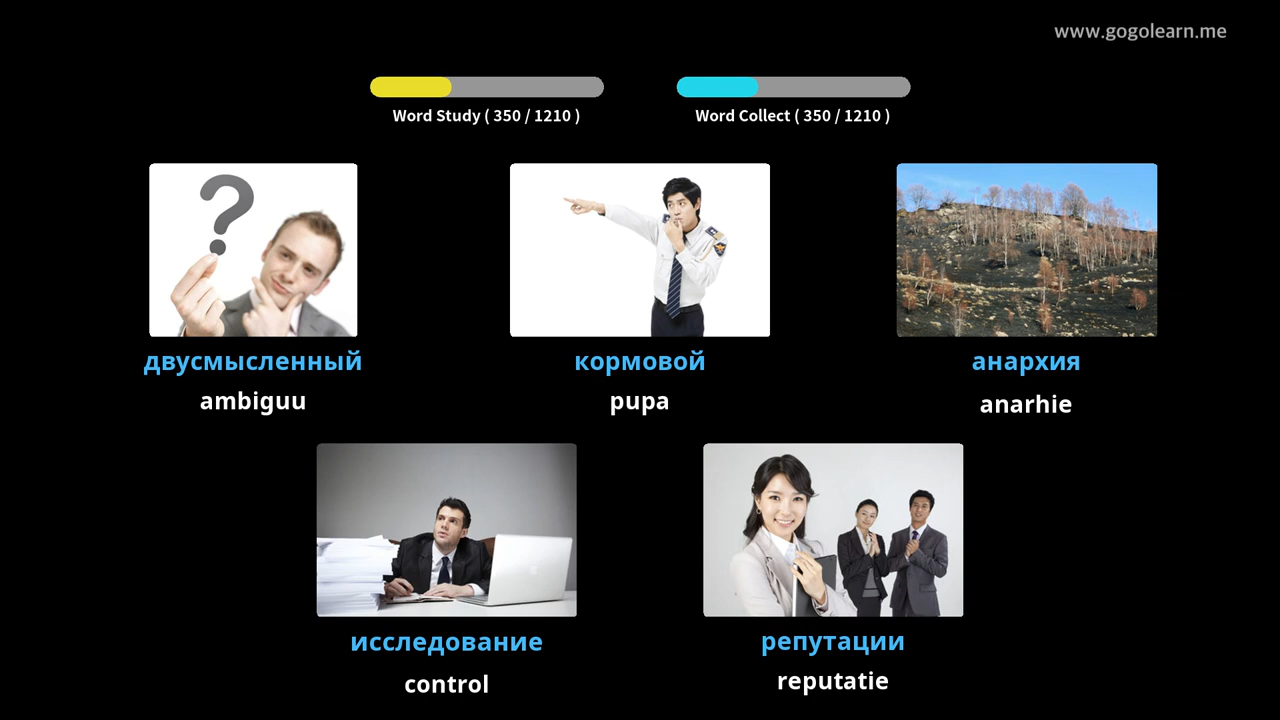 www.gogolearn.me
Word Study ( 350 / 1210 )
Word Collect ( 350 / 1210 )
?
двусмысленный
ambiguu
кормовой
pupa
анархия
anarhie
исследование
control
репутации
reputatie